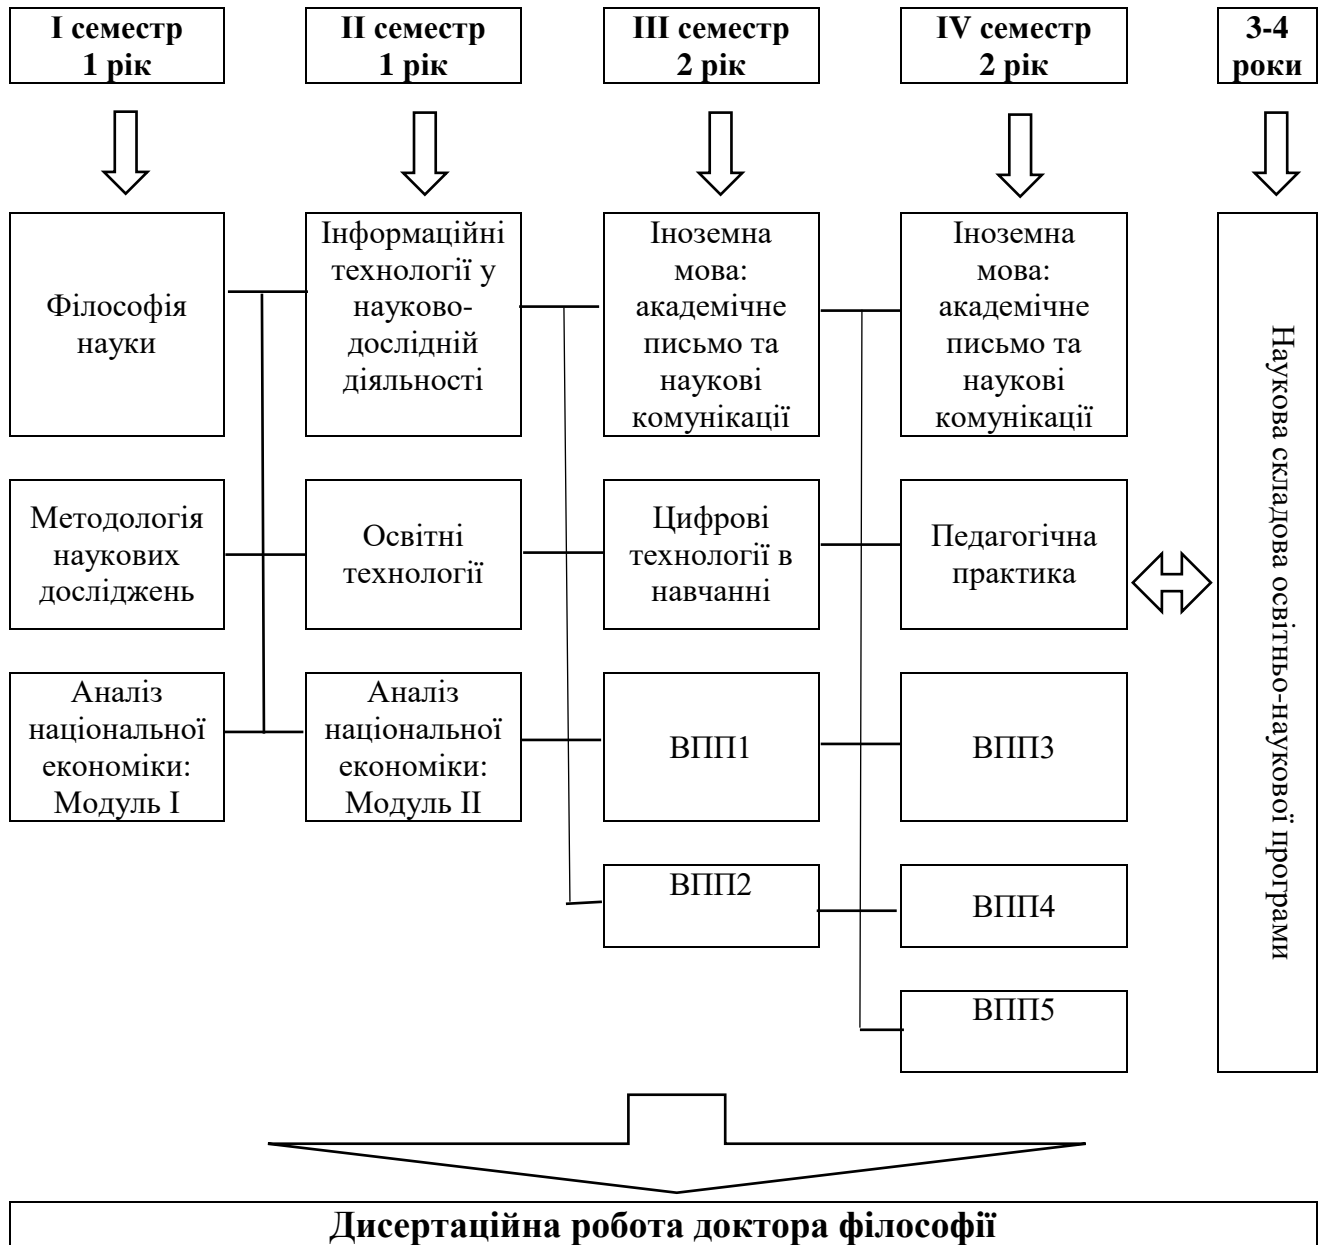 I семестр
1 рік
II семестр
1 рік
III семестр
2 рік
IV семестр
2 рік
3-4
роки
Філософія
науки
Інформаційні
технології у
науково-
дослідній
діяльності
Іноземна
мова:
академічне
письмо та
наукові
комунікації
Іноземна
мова:
академічне
письмо та
наукові
комунікації
Наукова складова освітньо-наукової програми
Методологія
наукових
досліджень
Освітні
технології
Цифрові
технології в
навчанні
Педагогічна
практика
Аналіз
національної
економіки:
Модуль I
Аналіз
національної
економіки:
Модуль II
ВПП1
ВПП3
ВПП2
ВПП4
ВПП5
Дисертаційна робота доктора філософії